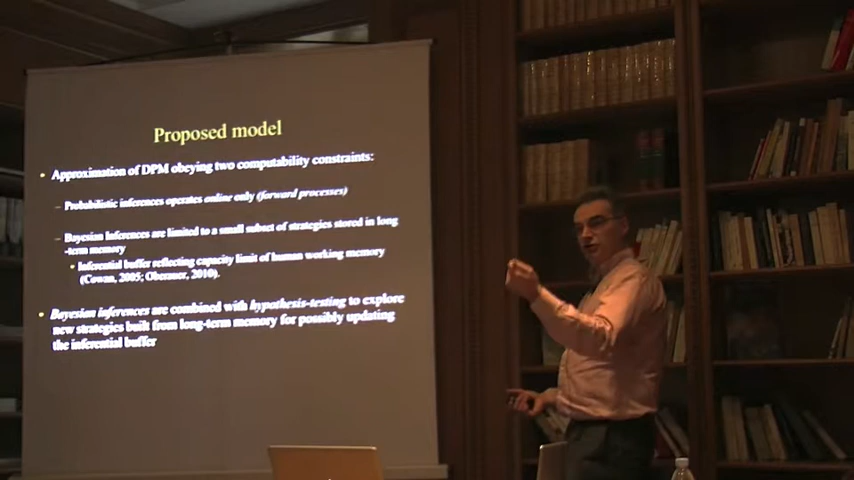 Proposed model
• Approximation of DPM obeying two computability constraints:
– Probabilistic inferences operates online only (forward processes)
– Bayesian Inferences are limited to a small subset of strategies stored in long
-term memory
• Inferential buffer reflecting capacity limit of human working memory
(Cowan, 2005; Oberauer, 2010).
• Bayesian inferences are combined with hypothesis-testing to explore
new strategies built from long-term memory for possibly updating
the inferential buffer